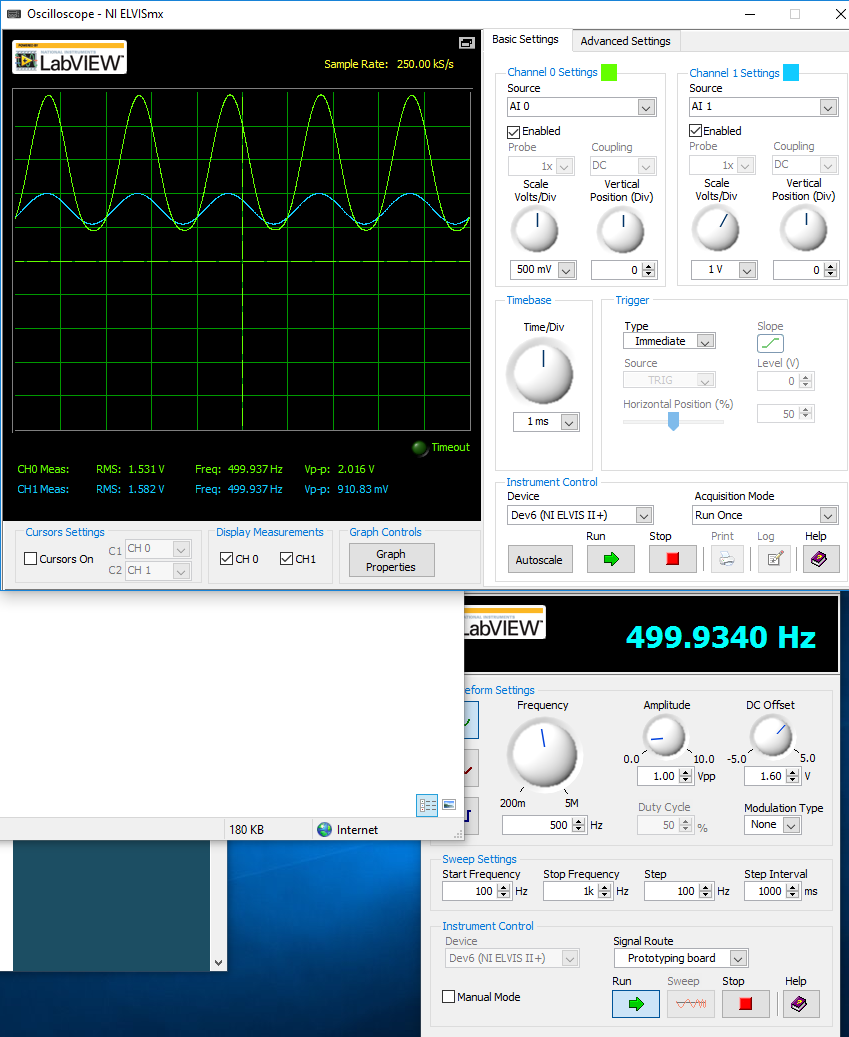 Oscilloscope - NI ELVISmx
POWERED BY
NATIONAL INSTRUMENTS
LabVIEW™
Sample Rate: 250.00 kS/s
Timeout
CH0 Meas: RMS: 1.531 V Freq: 499.937 Hz Vp-p: 2.016 V
CH1 Meas: RMS: 1.582 V Freq: 499.937 Hz Vp-p: 910.83 mV
Cursors Settings
Cursors On
C1 CH 0
C2 CH 1
Display Measurements
CH 0 CH1
Graph Controls
Graph
Properties
Basic Settings Advanced Settings
Channel 0 Settings
Source
AI 0
Enabled
Probe Coupling
1x DC
Scale
Volts/Div
Vertical
Position (Div)
500 mV 0
Channel 1 Settings
Source
AI 1
Enabled
Probe Coupling
1x DC
Scale
Volts/Div
Vertical
Position (Div)
1 V 0
Timebase
Time/Div
1 ms
Trigger
Type
Immediate
Slope
Source
TRIG
Level (V)
0
Horizontal Position (%)
50
Instrument Control
Device
Dev6 (NI ELVIS II+)
Acquisition Mode
Run Once
Autoscale
Run Stop Print Log Help
LabVIEW™
499.9340 Hz
eform Settings
Frequency
200m 5M
500 Hz
Amplitude
0.0 10.0
1.00 Vpp
DC Offset
-5.0 5.0
1.60 V
Duty Cycle
50 %
Modulation Type
None
180 KB Internet
Sweep Settings
Start Frequency Stop Frequency Step Step Interval
100 Hz 1k Hz 100 Hz 1000 ms
Instrument Control
Device
Dev6 (NI ELVIS II+)
Signal Route
Prototyping board
Run Sweep Stop Help
Manual Mode